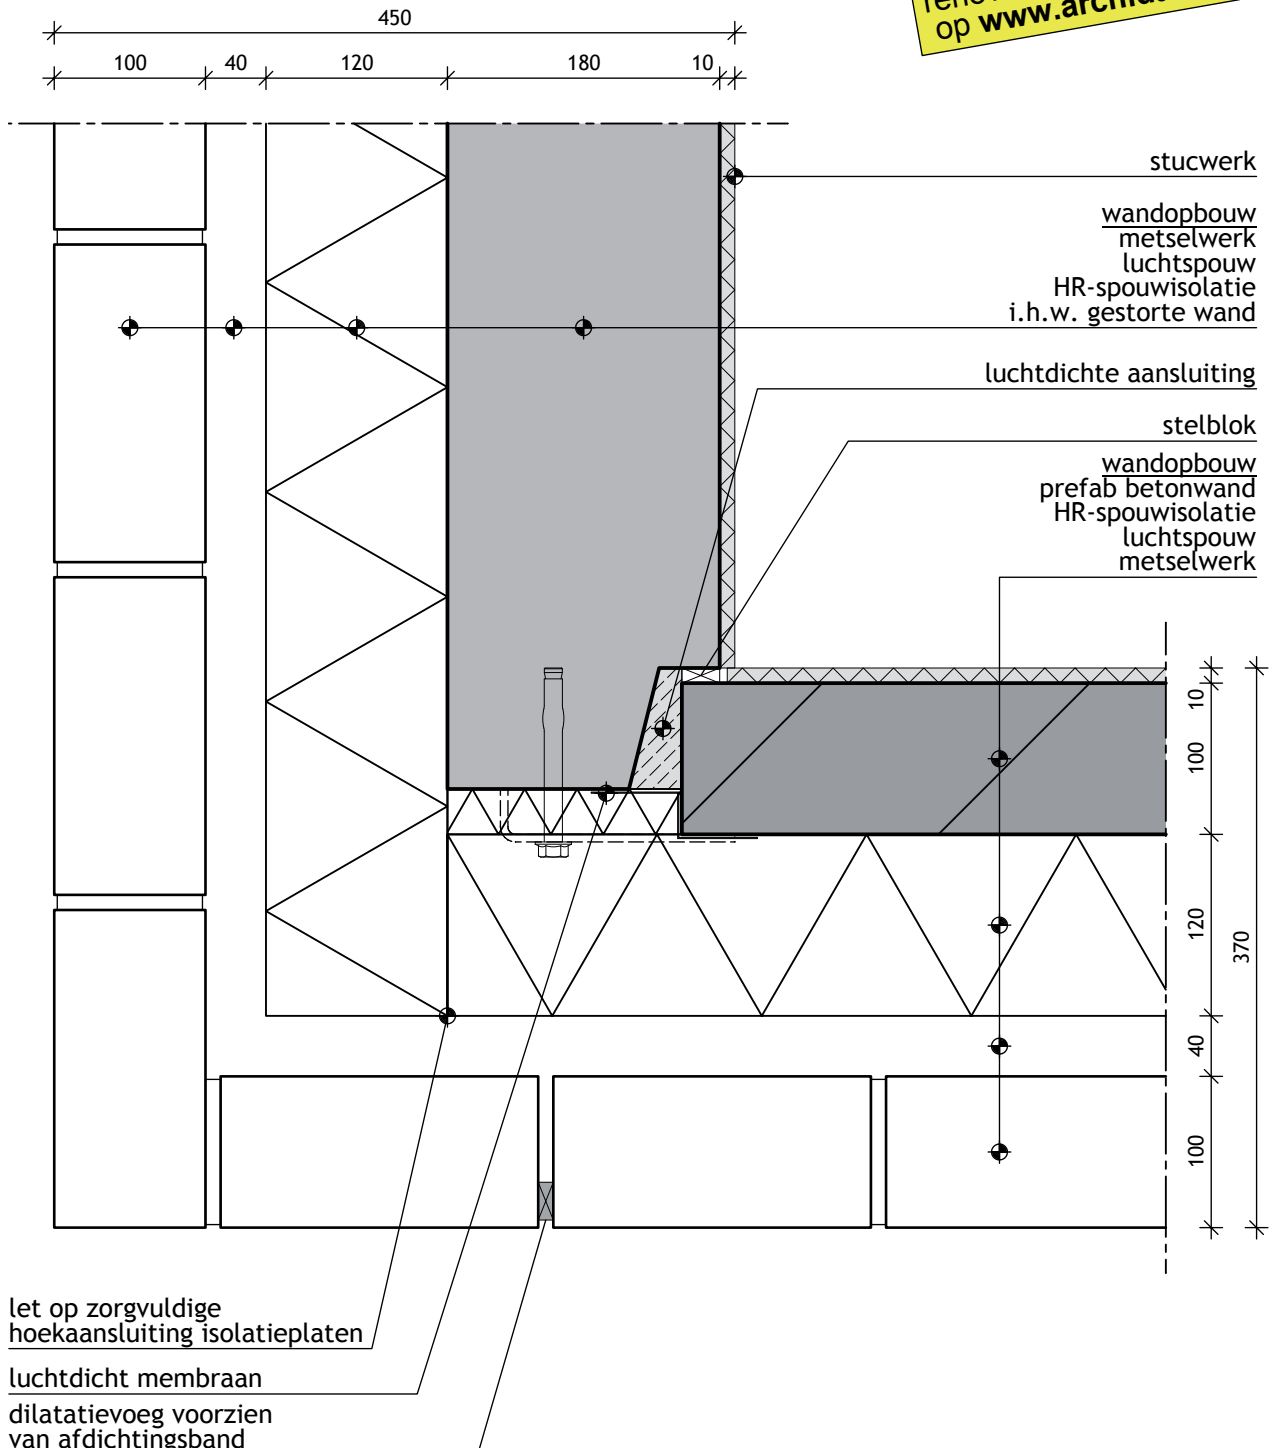 op www.archid
450
100
40
120
180
10
stucwerk
wandopbouw
metselwerk
luchtspouw
HR-spouwisolatie
i.h.w. gestorte wand
luchtdichte aansluiting
stelblok
wandopbouw
prefab betonwand
HR-spouwisolatie
luchtspouw
metselwerk
10
100
120
370
40
100
let op zorgvuldige
hoekaansluiting isolatieplaten
luchtdicht membraan
dilatatievoeg voorzien
van afdichtingsband